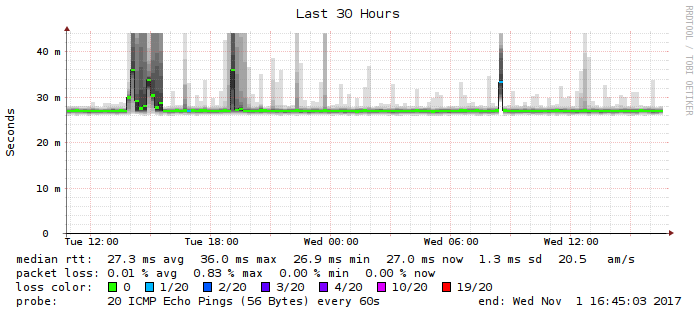 Last 30 Hours
RRDTOOL / TOBI OETIKER
Seconds
40 m
30 m
20 m
10 m
0
Tue 12:00 Tue 18:00 Wed 00:00 Wed 06:00 Wed 12:00
median rtt: 27.3 ms avg 36.0 ms max 26.9 ms min 27.0 ms now 1.3 ms sd 20.5 am/s
packet loss: 0.01 % avg 0.83 % max 0.00 % min 0.00 % now
loss color: 0 1/20 2/20 3/20 4/20 10/20 19/20
probe: 20 ICMP Echo Pings (56 Bytes) every 60s end: Wed Nov 1 16:45:03 2017